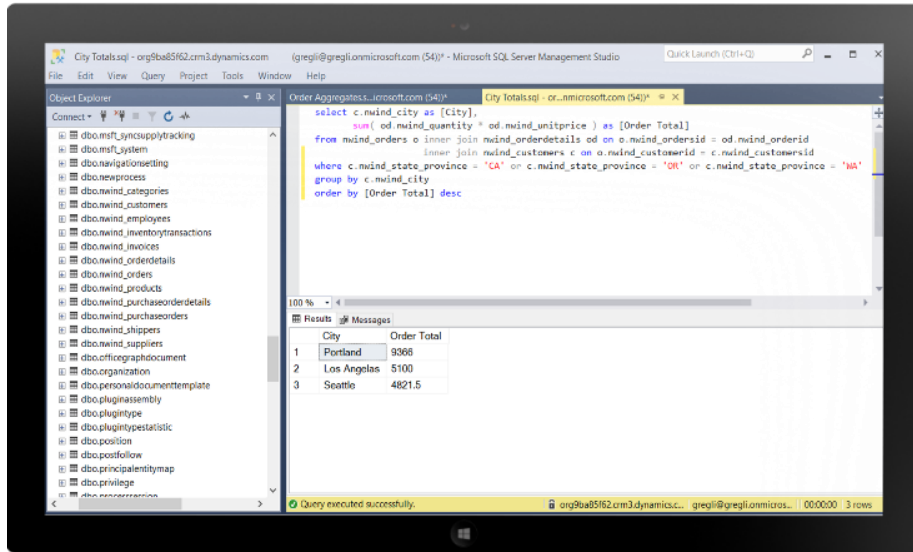 City Totals.sql - org9ba85f62.crm3.dynamics.com (gregli@gregli.onmicrosoft.com (54))* - Microsoft SQL Server Management Studio
Quick Launch (Ctrl+Q)
File Edit View Query Project Tools Window Help
Object Explorer
Connect
dbo.msft_syncsupplytracking
dbo.msft_system
dbo.navigationsetting
dbo.newprocess
dbo.nwind_categories
dbo.nwind_customers
dbo.nwind_employees
dbo.nwind_inventorytransactions
dbo.nwind_invoices
dbo.nwind_orderdetails
dbo.nwind_orders
dbo.nwind_products
dbo.nwind_purchaseorderdetails
dbo.nwind_purchaseorders
dbo.nwind_shippers
dbo.nwind_suppliers
dbo.officegraphdocument
dbo.organization
dbo.personaldocumenttemplate
dbo.pluginassembly
dbo.plugintype
dbo.plugintypestatistic
dbo.position
dbo.postfollow
dbo.principalentitymap
dbo.privilege
dbo.processsession
Order Aggregates.s...icrosoft.com (54))* City Totals.sql - or...nmicrosoft.com (54))*
select c.nwind_city as [City],
sum( od.nwind_quantity * od.nwind_unitprice ) as [Order Total]
from nwind_orders o inner join nwind_orderdetails od on o.nwind_ordersid = od.nwind_orderid
inner join nwind_customers c on o.nwind_customerid = c.nwind_customersid
where c.nwind_state_province = 'CA' or c.nwind_state_province = 'OR' or c.nwind_state_province = 'WA'
group by c.nwind_city
order by [Order Total] desc
100 %
Results Messages
City Order Total
1 Portland 9366
2 Los Angelas 5100
3 Seattle 4821.5
Query executed successfully. org9ba85f62.crm3.dynamics.c... gregli@gregli.onmicros... 00:00:00 3 rows